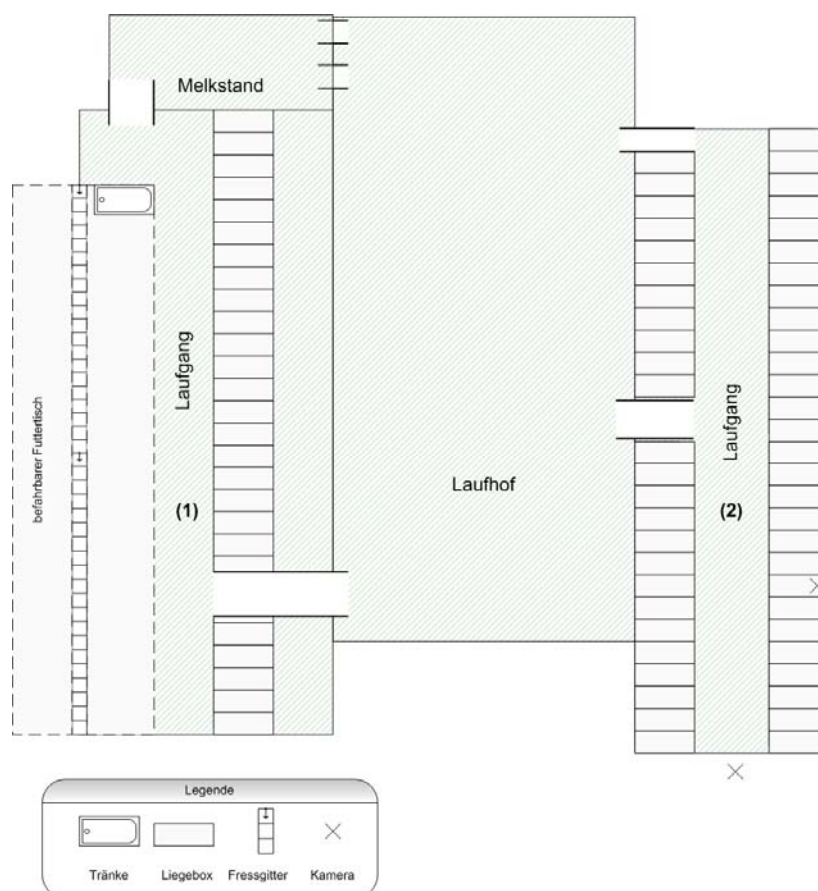 Melkstand
Laufgang
(1)
befahrbarer Futtertisch
Laufhof
Laufgang
(2)
Legende
Tränke
Liegebox
Fressgitter
Kamera